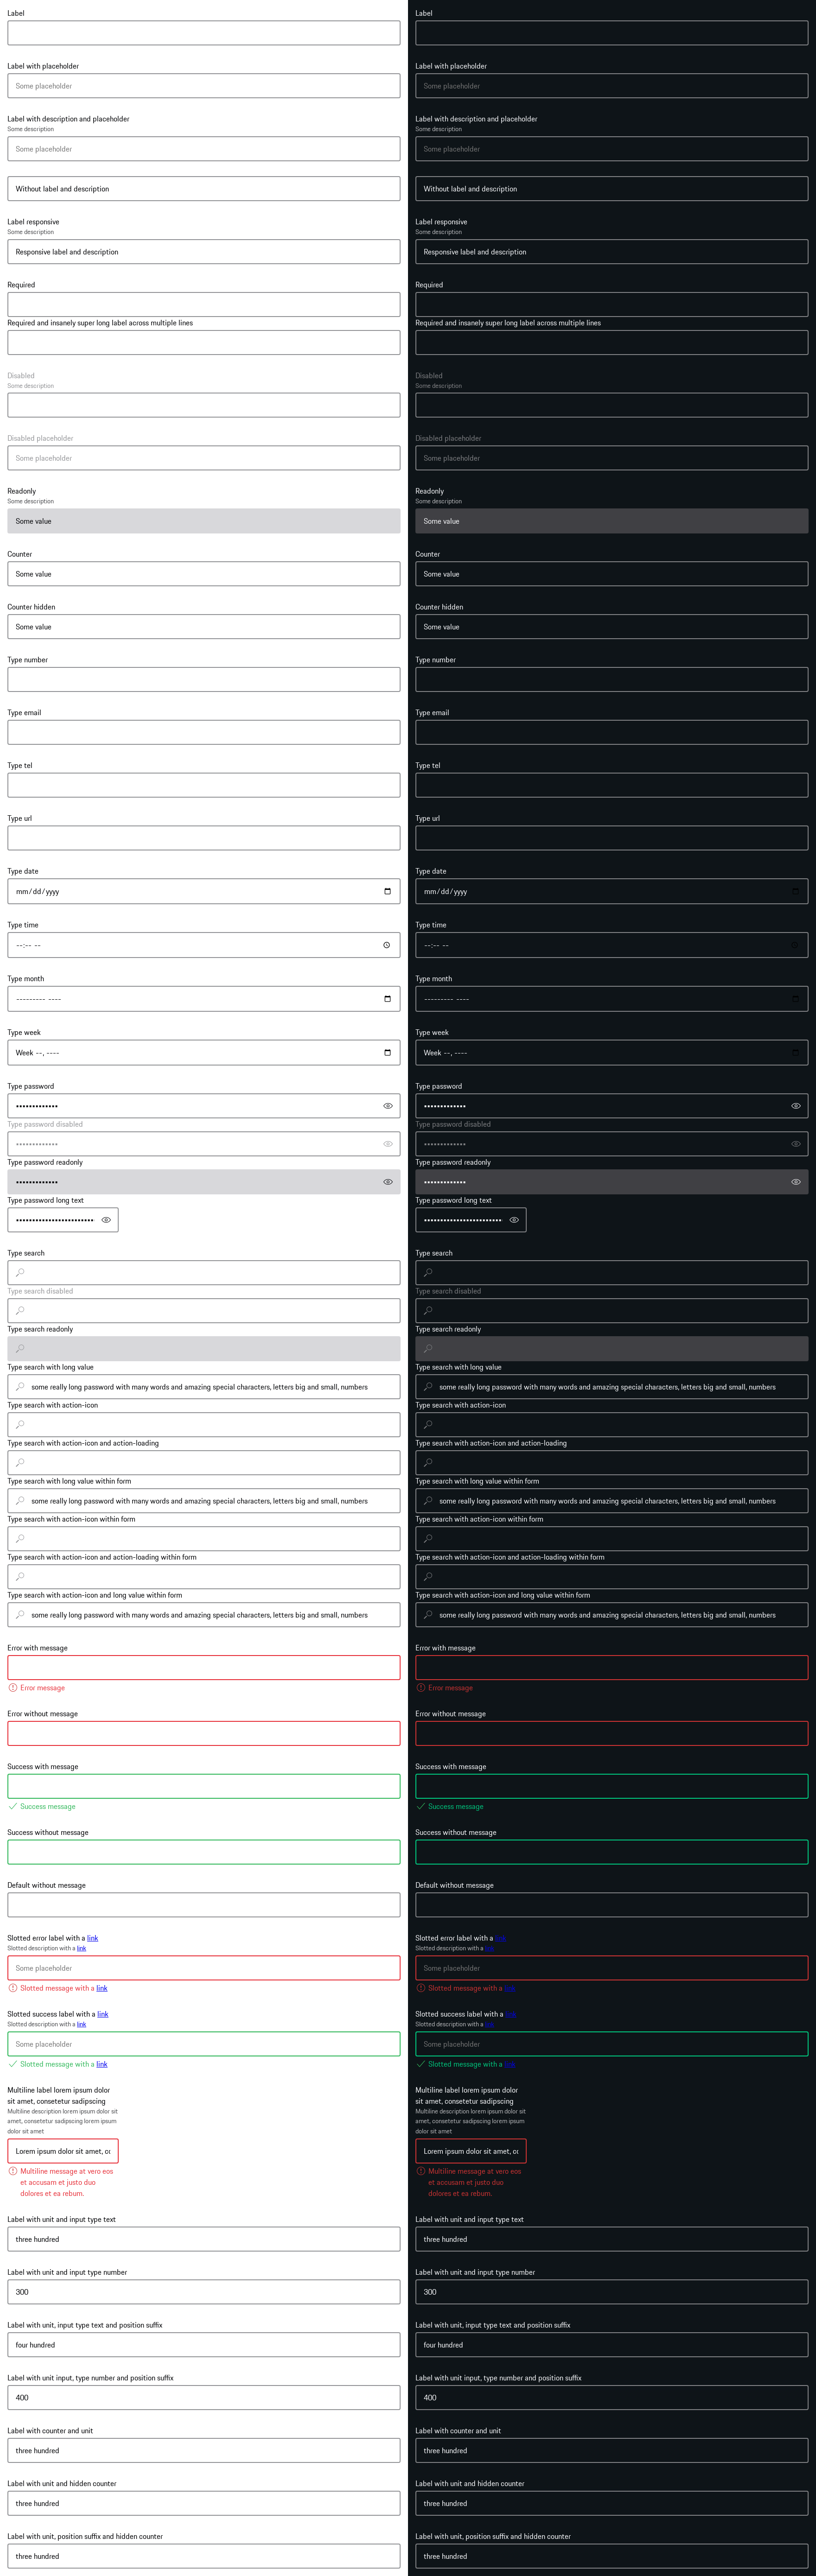 Label
Label with placeholder
Some placeholder
Label with description and placeholder
Some description
Some placeholder
Without label and description
Label responsive
Some description
Responsive label and description
Required
Required and insanely super long label across multiple lines
Disabled
Some description
Disabled placeholder
Some placeholder
Readonly
Some description
Some value
Counter
Some value
Counter hidden
Some value
Type number
Type email
Type tel
Type url
Type date
mm/dd/yyyy
Type time
--:-- --
Type month
--------- ----
Type week
Week --, ----
Type password
•••••••••••••
Type password disabled
•••••••••••••
Type password readonly
•••••••••••••
Type password long text
••••••••••••••••••••••••
Type search
Type search disabled
Type search readonly
Type search with long value
some really long password with many words and amazing special characters, letters big and small, numbers
Type search with action-icon
Type search with action-icon and action-loading
Type search with long value within form
some really long password with many words and amazing special characters, letters big and small, numbers
Type search with action-icon within form
Type search with action-icon and action-loading within form
Type search with action-icon and long value within form
some really long password with many words and amazing special characters, letters big and small, numbers
Error with message
Error message
Error without message
Success with message
Success message
Success without message
Default without message
Slotted error label with a link
Slotted description with a link
Some placeholder
Slotted message with a link
Slotted success label with a link
Slotted description with a link
Some placeholder
Slotted message with a link
Multiline label lorem ipsum dolor
sit amet, consetetur sadipscing
Multiline description lorem ipsum dolor sit
amet, consetetur sadipscing lorem ipsum
dolor sit amet
Lorem ipsum dolor sit amet, cc
Multiline message at vero eos
et accusam et justo duo
dolores et ea rebum.
Label with unit and input type text
three hundred
Label with unit and input type number
300
Label with unit, input type text and position suffix
four hundred
Label with unit input, type number and position suffix
400
Label with counter and unit
three hundred
Label with unit and hidden counter
three hundred
Label with unit, position suffix and hidden counter
three hundred
Label
Label with placeholder
Some placeholder
Label with description and placeholder
Some description
Some placeholder
Without label and description
Label responsive
Some description
Responsive label and description
Required
Required and insanely super long label across multiple lines
Disabled
Some description
Disabled placeholder
Some placeholder
Readonly
Some description
Some value
Counter
Some value
Counter hidden
Some value
Type number
Type email
Type tel
Type url
Type date
mm/dd/yyyy
Type time
--:-- --
Type month
--------- ----
Type week
Week --, ----
Type password
•••••••••••••
Type password disabled
•••••••••••••
Type password readonly
•••••••••••••
Type password long text
••••••••••••••••••••••••
Type search
Type search disabled
Type search readonly
Type search with long value
some really long password with many words and amazing special characters, letters big and small, numbers
Type search with action-icon
Type search with action-icon and action-loading
Type search with long value within form
some really long password with many words and amazing special characters, letters big and small, numbers
Type search with action-icon within form
Type search with action-icon and action-loading within form
Type search with action-icon and long value within form
some really long password with many words and amazing special characters, letters big and small, numbers
Error with message
Error message
Error without message
Success with message
Success message
Success without message
Default without message
Slotted error label with a link
Slotted description with a link
Some placeholder
Slotted message with a link
Slotted success label with a link
Slotted description with a link
Some placeholder
Slotted message with a link
Multiline label lorem ipsum dolor
sit amet, consetetur sadipscing
Multiline description lorem ipsum dolor sit
amet, consetetur sadipscing lorem ipsum
dolor sit amet
Lorem ipsum dolor sit amet, cc
Multiline message at vero eos
et accusam et justo duo
dolores et ea rebum.
Label with unit and input type text
three hundred
Label with unit and input type number
300
Label with unit, input type text and position suffix
four hundred
Label with unit input, type number and position suffix
400
Label with counter and unit
three hundred
Label with unit and hidden counter
three hundred
Label with unit, position suffix and hidden counter
three hundred